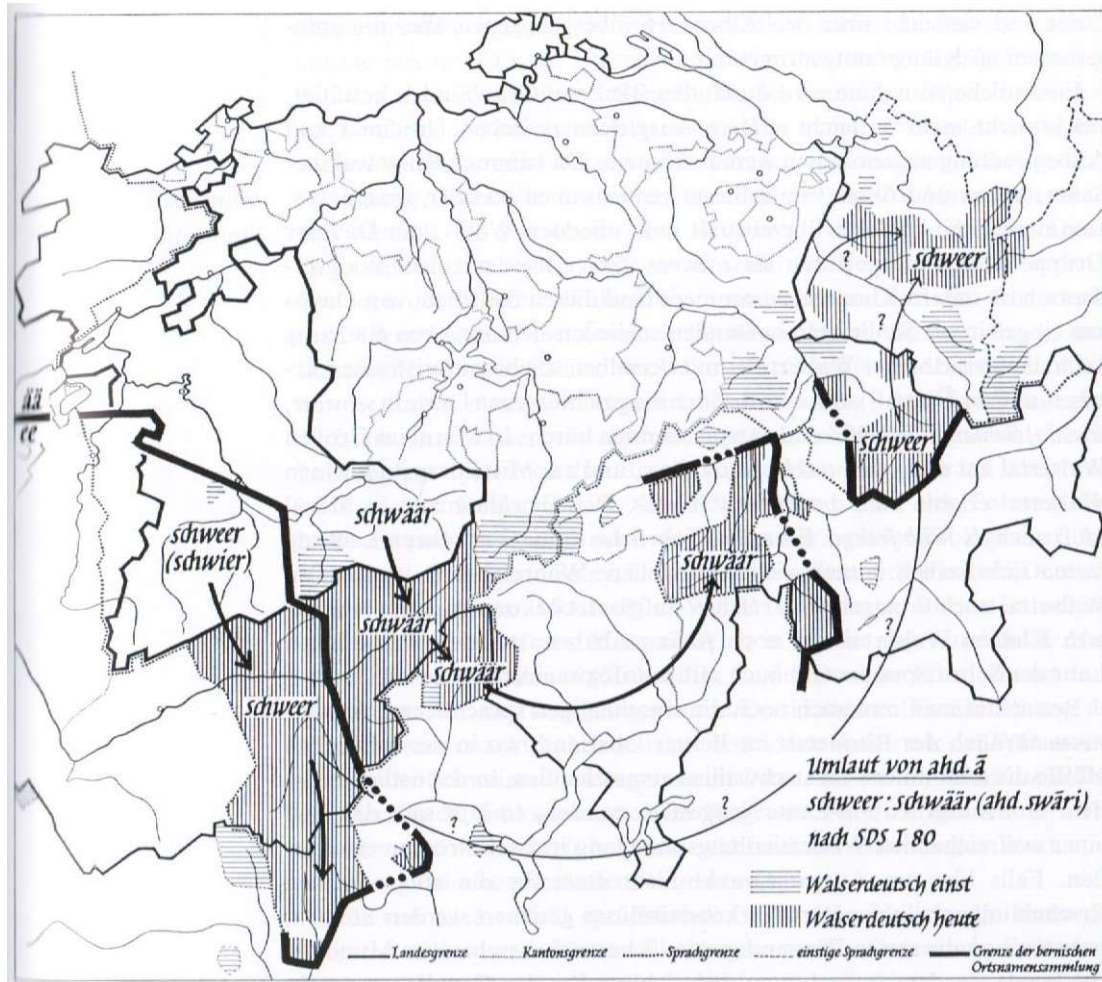 schweer
?
?
ää
ee
schweer
schweer
(schwier)
schwäär
schwäär
schwäär
schwäär
schweer
?
?
?
Umlaut von ahd. ā
schweer : schwäär (ahd. swāri)
nach SDS I 80
Walserdeutsch einst
Walserdeutsch heute
Landesgrenze
Kantonsgrenze
Sprachgrenze
einstige Sprachgrenze
Grenze der bernischen
Ortsnamensammlung